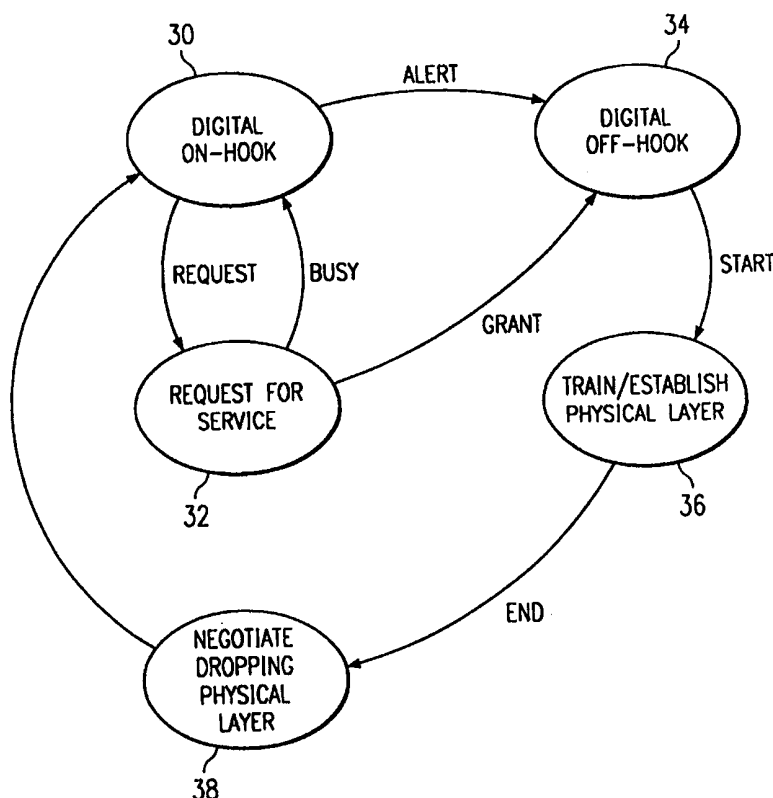 30
34
ALERT
DIGITAL
ON-HOOK
DIGITAL
OFF-HOOK
REQUEST
BUSY
START
GRANT
REQUEST FOR
SERVICE
TRAIN/ESTABLISH
PHYSICAL LAYER
32
36
END
NEGOTIATE
DROPPING
PHYSICAL
LAYER
38